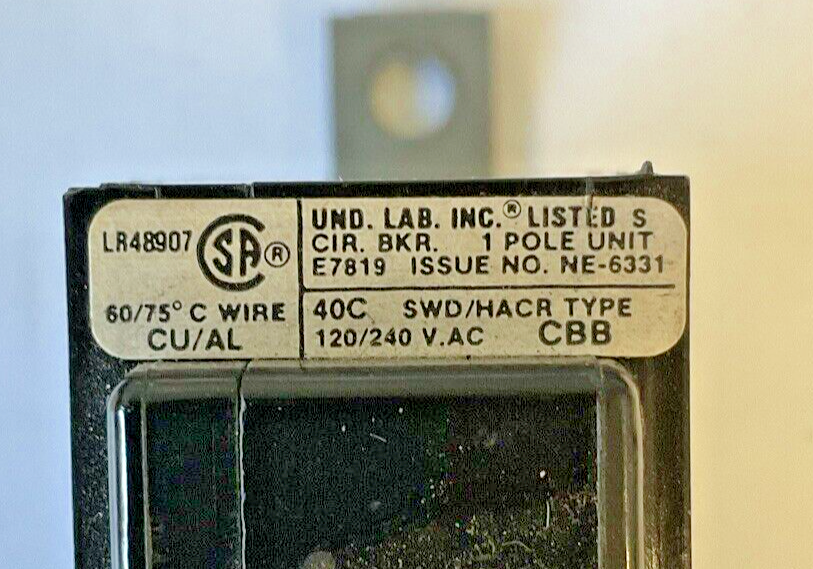 LR48907 SA®
60/75° C WIRE
CU/AL
UND. LAB. INC.® LISTED S
CIR. BKR. 1 POLE UNIT
E7819 ISSUE NO. NE-6331
40C SWD/HACR TYPE
120/240 V.AC CBB